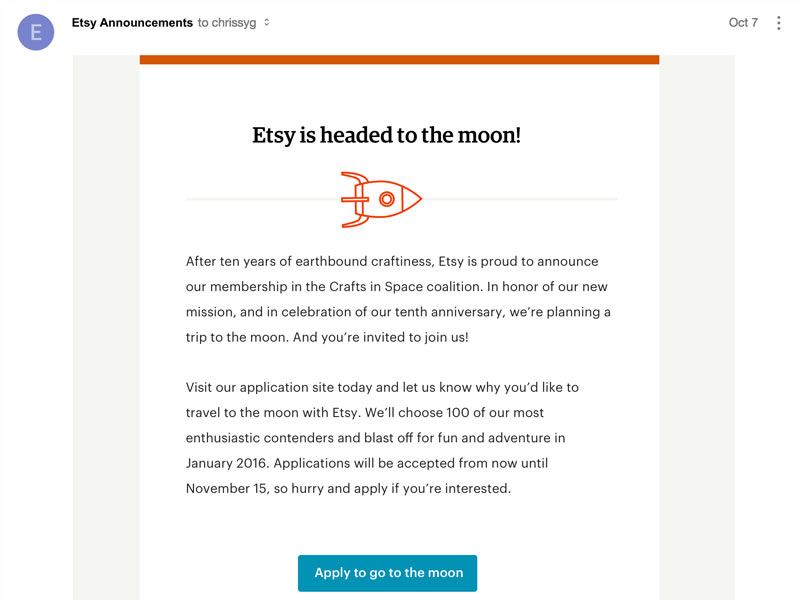 E
Etsy Announcements to chrissyg
Oct 7
Etsy is headed to the moon!
After ten years of earthbound craftiness, Etsy is proud to announce
our membership in the Crafts in Space coalition. In honor of our new
mission, and in celebration of our tenth anniversary, we’re planning a
trip to the moon. And you’re invited to join us!
Visit our application site today and let us know why you’d like to
travel to the moon with Etsy. We’ll choose 100 of our most
enthusiastic contenders and blast off for fun and adventure in
January 2016. Applications will be accepted from now until
November 15, so hurry and apply if you’re interested.
Apply to go to the moon